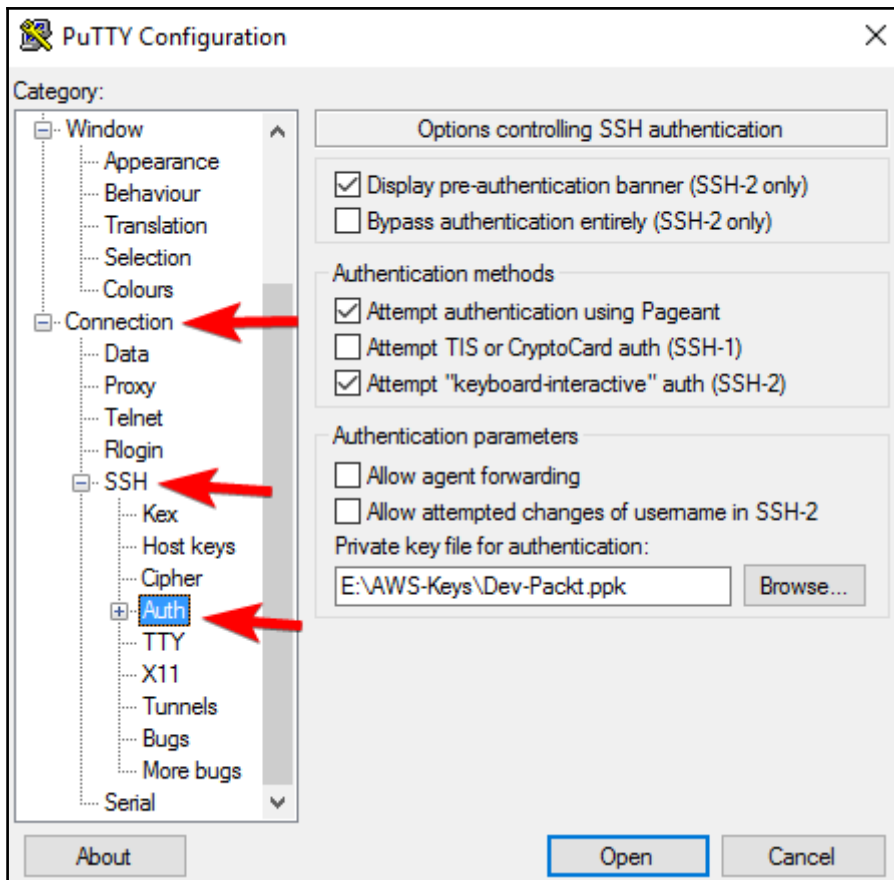 PuTTY Configuration
Category:
Window
Appearance
Behaviour
Translation
Selection
Colours
Connection
Data
Proxy
Telnet
Rlogin
SSH
Kex
Host keys
Cipher
Auth
TTY
X11
Tunnels
Bugs
More bugs
Serial
Options controlling SSH authentication
Display pre-authentication banner (SSH-2 only)
Bypass authentication entirely (SSH-2 only)
Authentication methods
Attempt authentication using Pageant
Attempt TIS or CryptoCard auth (SSH-1)
Attempt "keyboard-interactive" auth (SSH-2)
Authentication parameters
Allow agent forwarding
Allow attempted changes of username in SSH-2
Private key file for authentication:
E:\AWS-Keys\Dev-Packt.ppk
Browse...
About
Open
Cancel